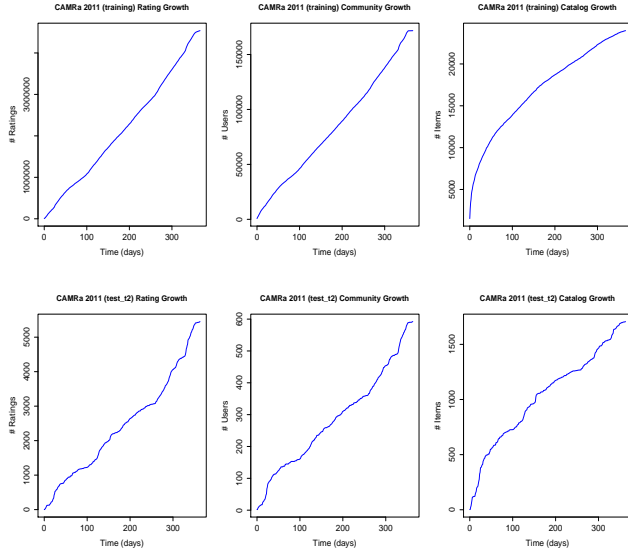 CAMRa 2011 (training) Rating Growth
# Ratings
0
1000000
3000000
0
100
200
300
Time (days)
CAMRa 2011 (training) Community Growth
# Users
0
50000
100000
150000
0
100
200
300
Time (days)
CAMRa 2011 (training) Catalog Growth
# Items
5000
10000
15000
20000
0
100
200
300
Time (days)
CAMRa 2011 (test_t2) Rating Growth
# Ratings
0
1000
2000
3000
4000
5000
0
100
200
300
Time (days)
CAMRa 2011 (test_t2) Community Growth
# Users
0
100
200
300
400
500
600
0
100
200
300
Time (days)
CAMRa 2011 (test_t2) Catalog Growth
# Items
0
500
1000
1500
0
100
200
300
Time (days)